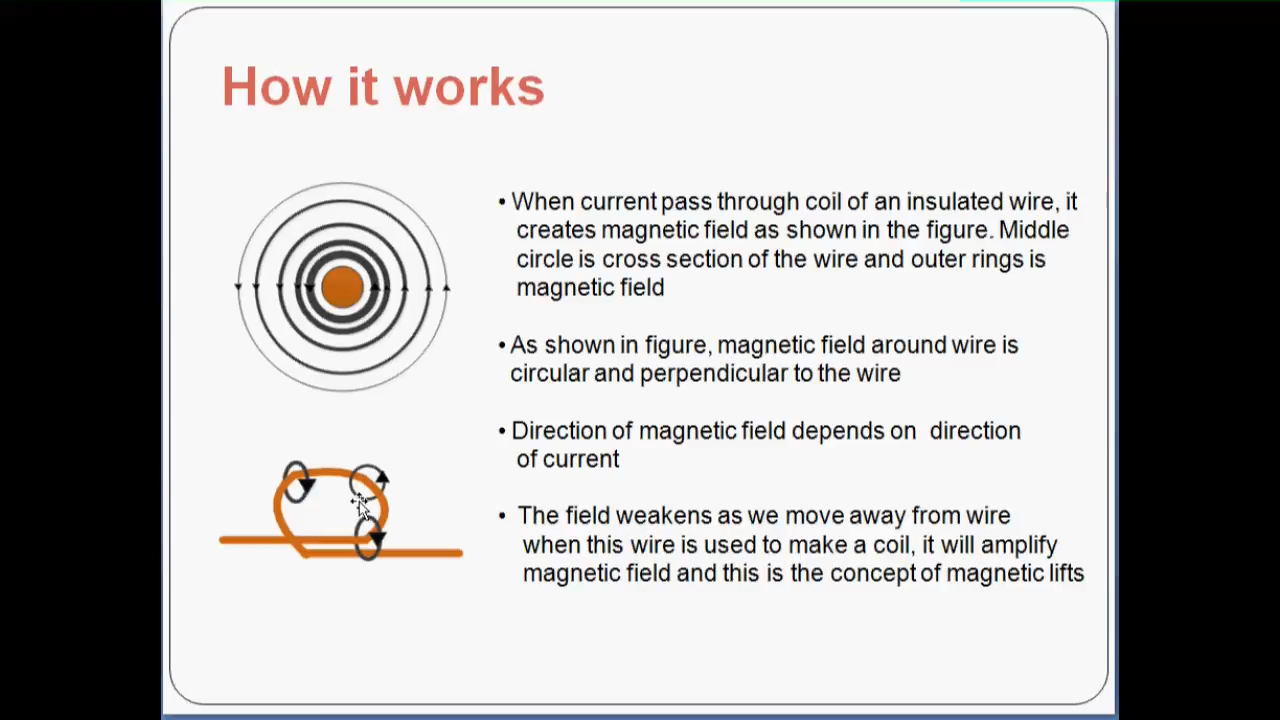 How it works
• When current pass through coil of an insulated wire, it
creates magnetic field as shown in the figure. Middle
circle is cross section of the wire and outer rings is
magnetic field
• As shown in figure, magnetic field around wire is
circular and perpendicular to the wire
• Direction of magnetic field depends on direction
of current
• The field weakens as we move away from wire
when this wire is used to make a coil, it will amplify
magnetic field and this is the concept of magnetic lifts